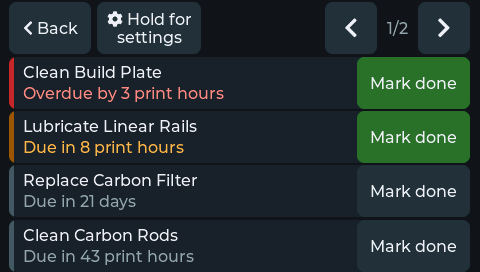 Back
Hold for
settings
1/2
Clean Build Plate
Overdue by 3 print hours
Mark done
Lubricate Linear Rails
Due in 8 print hours
Mark done
Replace Carbon Filter
Due in 21 days
Mark done
Clean Carbon Rods
Due in 43 print hours
Mark done